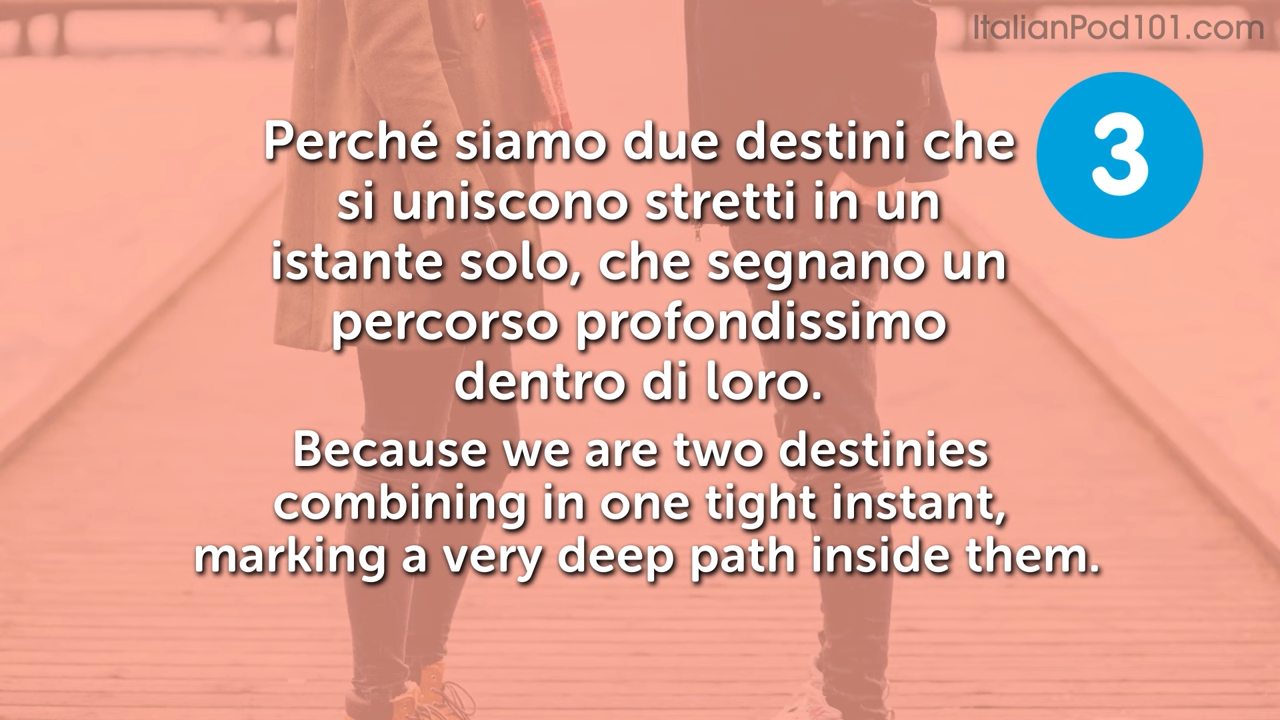 ItalianPod101.com
3
Perché siamo due destini che
si uniscono stretti in un
istante solo, che segnano un
percorso profondissimo
dentro di loro.
Because we are two destinies
combining in one tight instant,
marking a very deep path inside them.